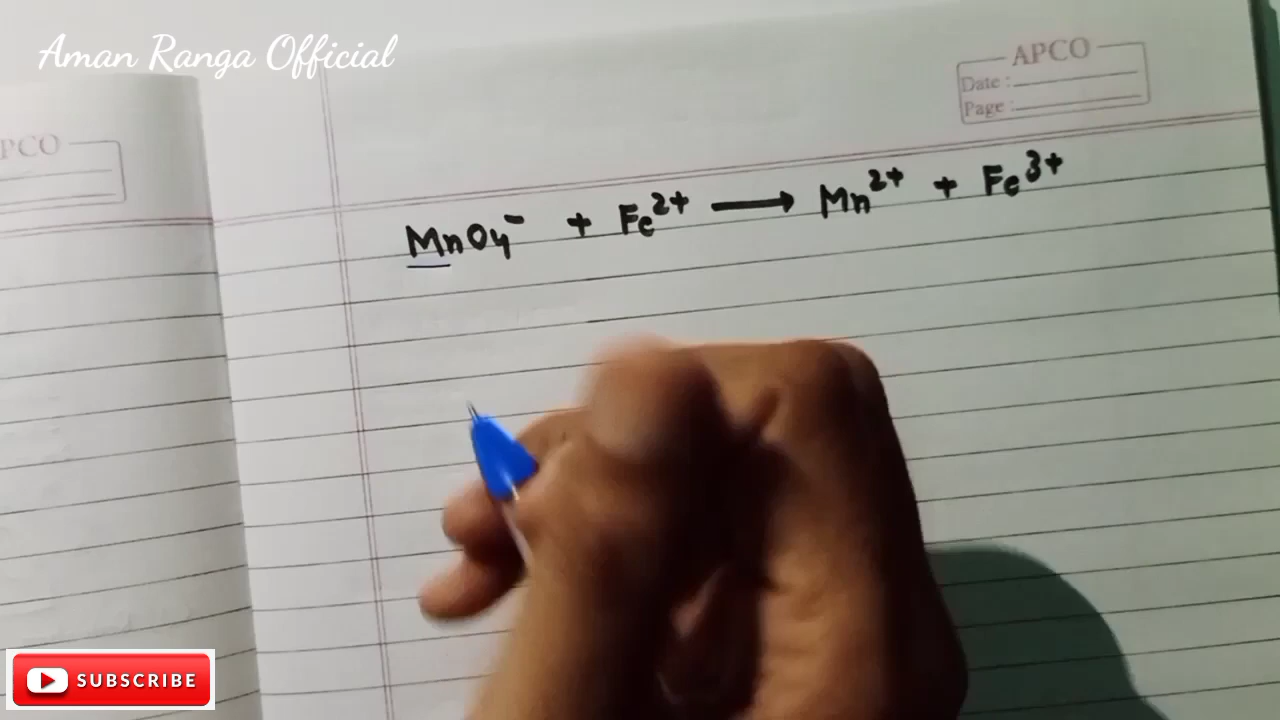 Aman Ranga Official
APCO
Date :
Page :
PCO
MnO4⁻ + Fe²⁺ ⟶ Mn²⁺ + Fe³⁺
SUBSCRIBE